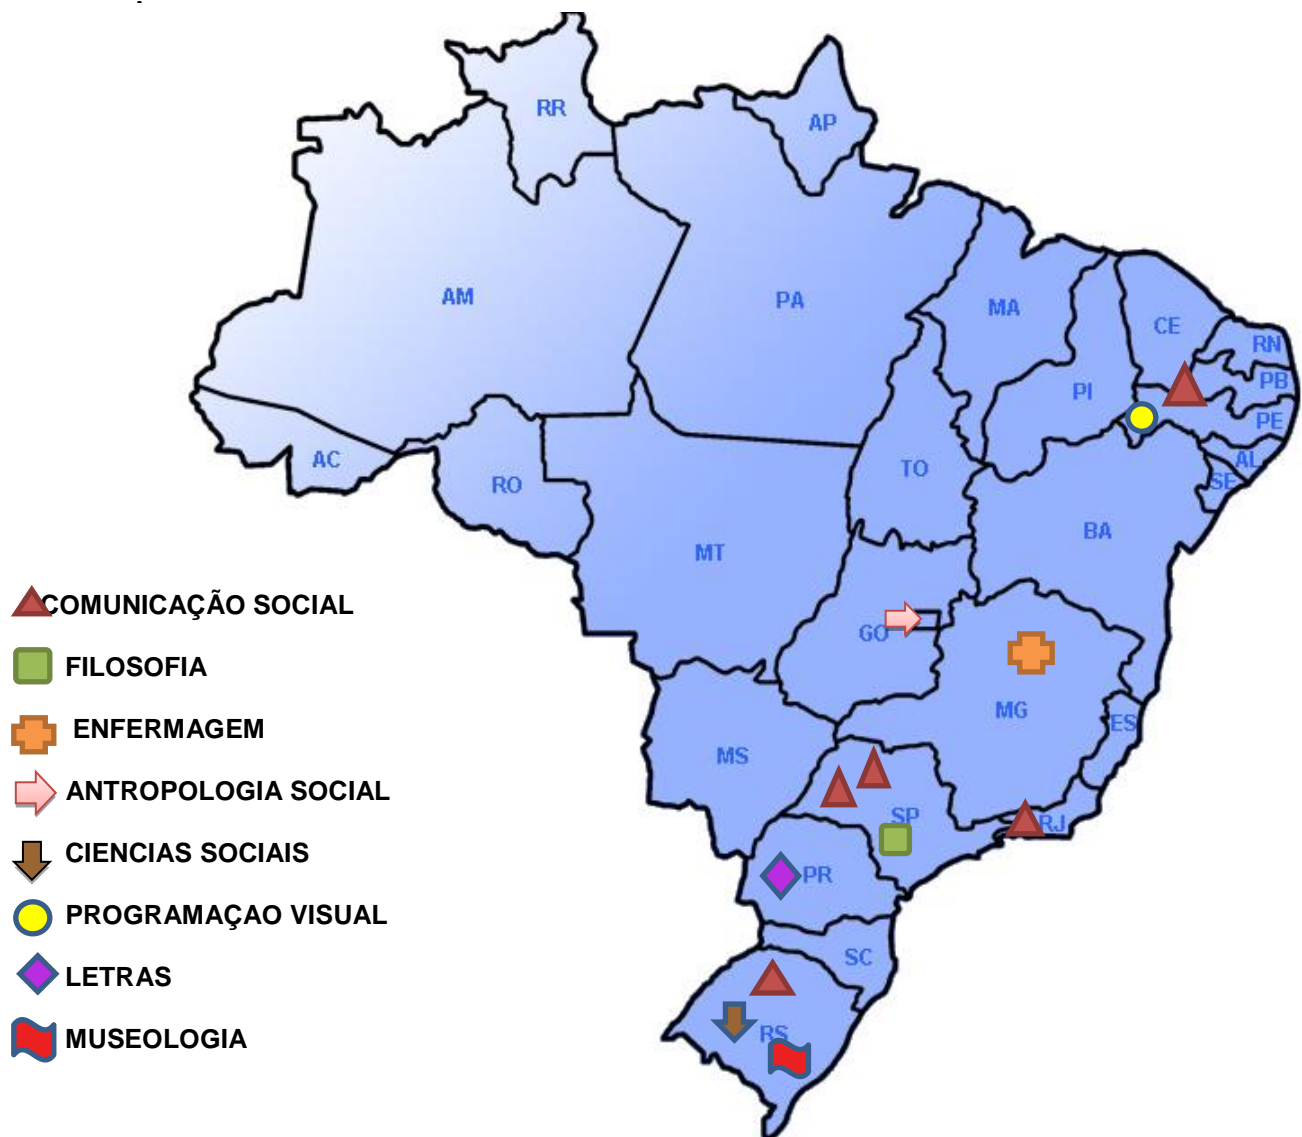 RR
AP
AM
PA
MA
CE
RN
PI
PB
PE
AC
TO
AL
RO
SE
BA
MT
COMUNICAÇÃO SOCIAL
GO
FILOSOFIA
MG
ES
ENFERMAGEM
MS
ANTROPOLOGIA SOCIAL
SP
RJ
CIENCIAS SOCIAIS
PR
PROGRAMAÇAO VISUAL
SC
LETRAS
RS
MUSEOLOGIA